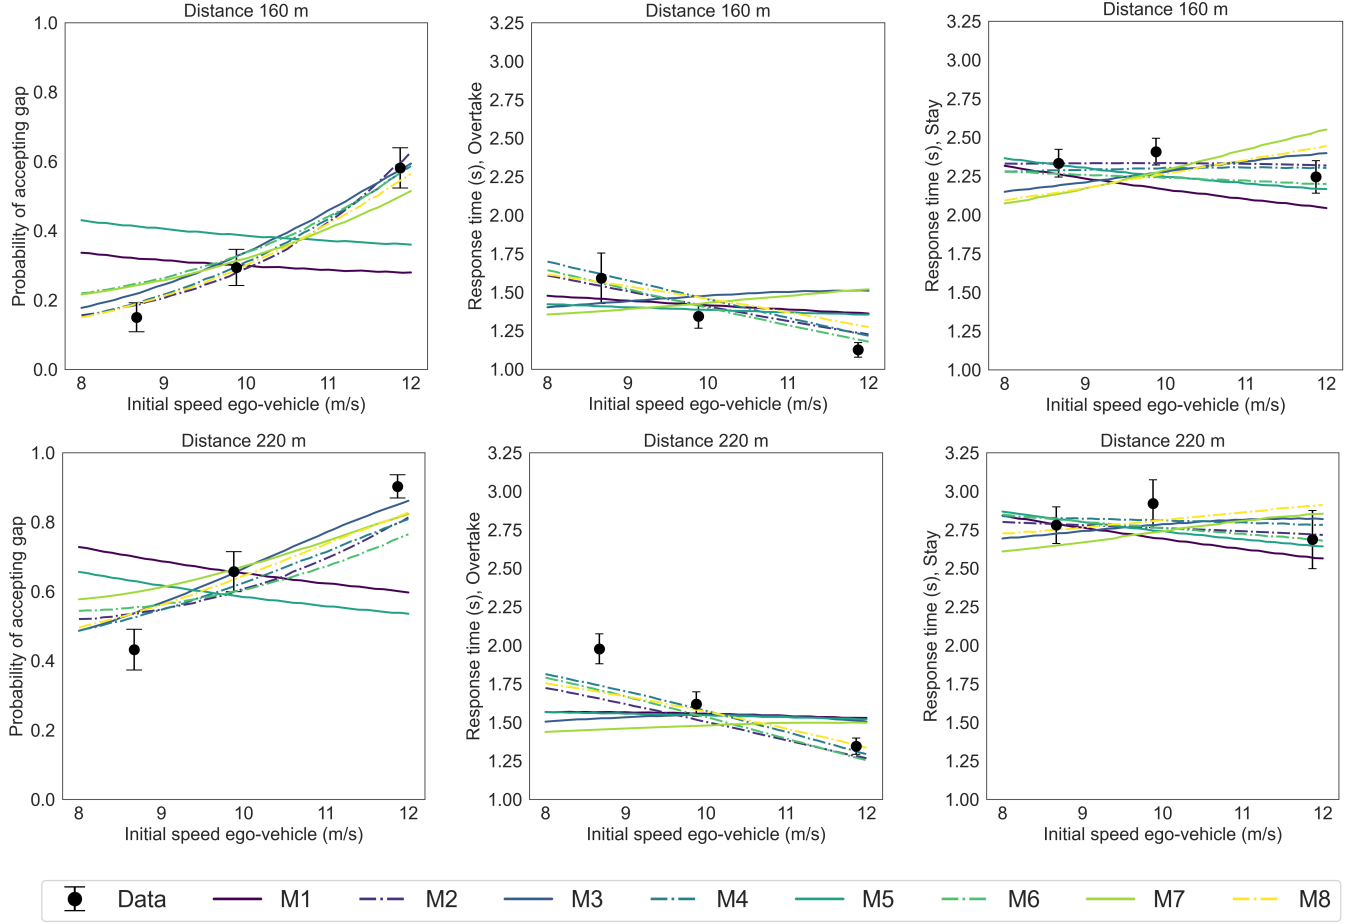 Distance 160 m
Distance 160 m
Distance 160 m
Probability of accepting gap
1.0
0.8
0.6
0.4
0.2
0.0
8 9 10 11 12
Initial speed ego-vehicle (m/s)
Response time (s), Overtake
3.25
3.00
2.75
2.50
2.25
2.00
1.75
1.50
1.25
1.00
8 9 10 11 12
Initial speed ego-vehicle (m/s)
Response time (s), Stay
3.25
3.00
2.75
2.50
2.25
2.00
1.75
1.50
1.25
1.00
8 9 10 11 12
Initial speed ego-vehicle (m/s)
Distance 220 m
Distance 220 m
Distance 220 m
Probability of accepting gap
1.0
0.8
0.6
0.4
0.2
0.0
8 9 10 11 12
Initial speed ego-vehicle (m/s)
Response time (s), Overtake
3.25
3.00
2.75
2.50
2.25
2.00
1.75
1.50
1.25
1.00
8 9 10 11 12
Initial speed ego-vehicle (m/s)
Response time (s), Stay
3.25
3.00
2.75
2.50
2.25
2.00
1.75
1.50
1.25
1.00
8 9 10 11 12
Initial speed ego-vehicle (m/s)
Data M1 M2 M3 M4 M5 M6 M7 M8